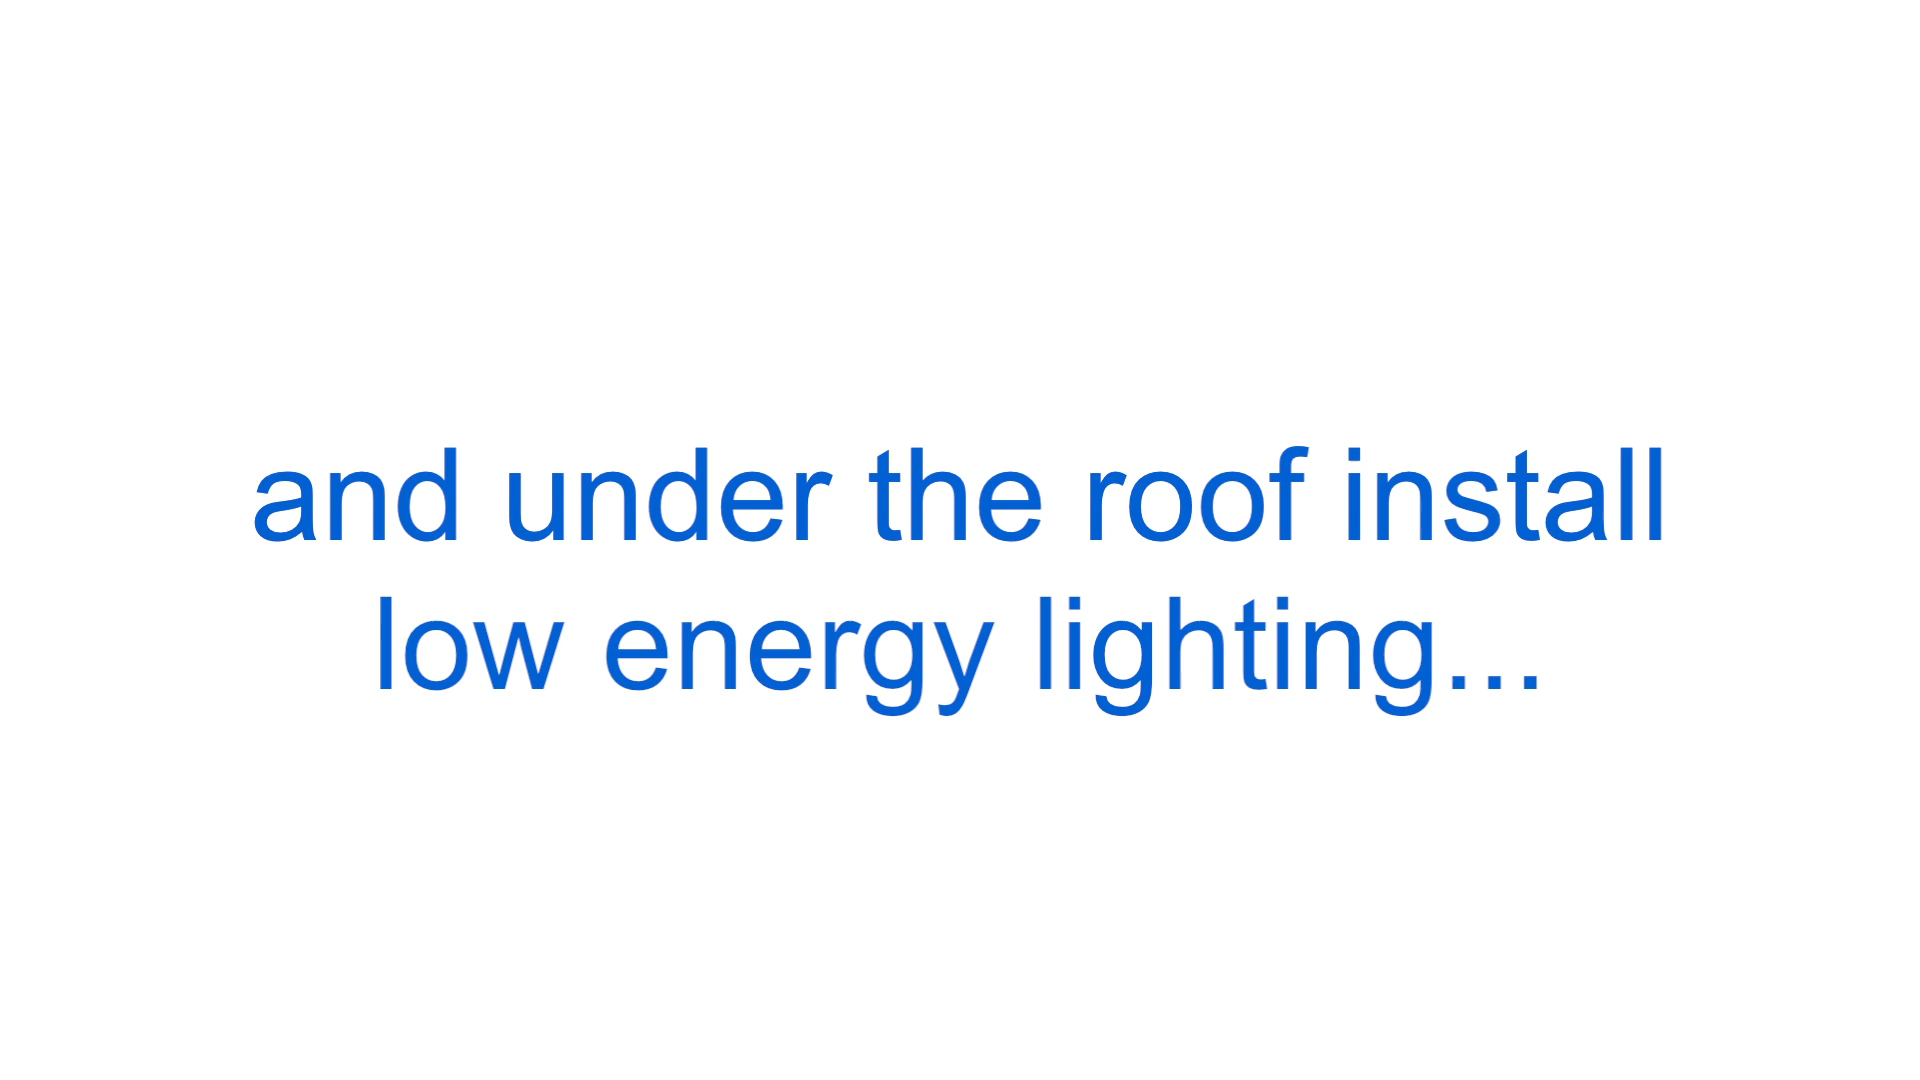 and under the roof install
low energy lighting...